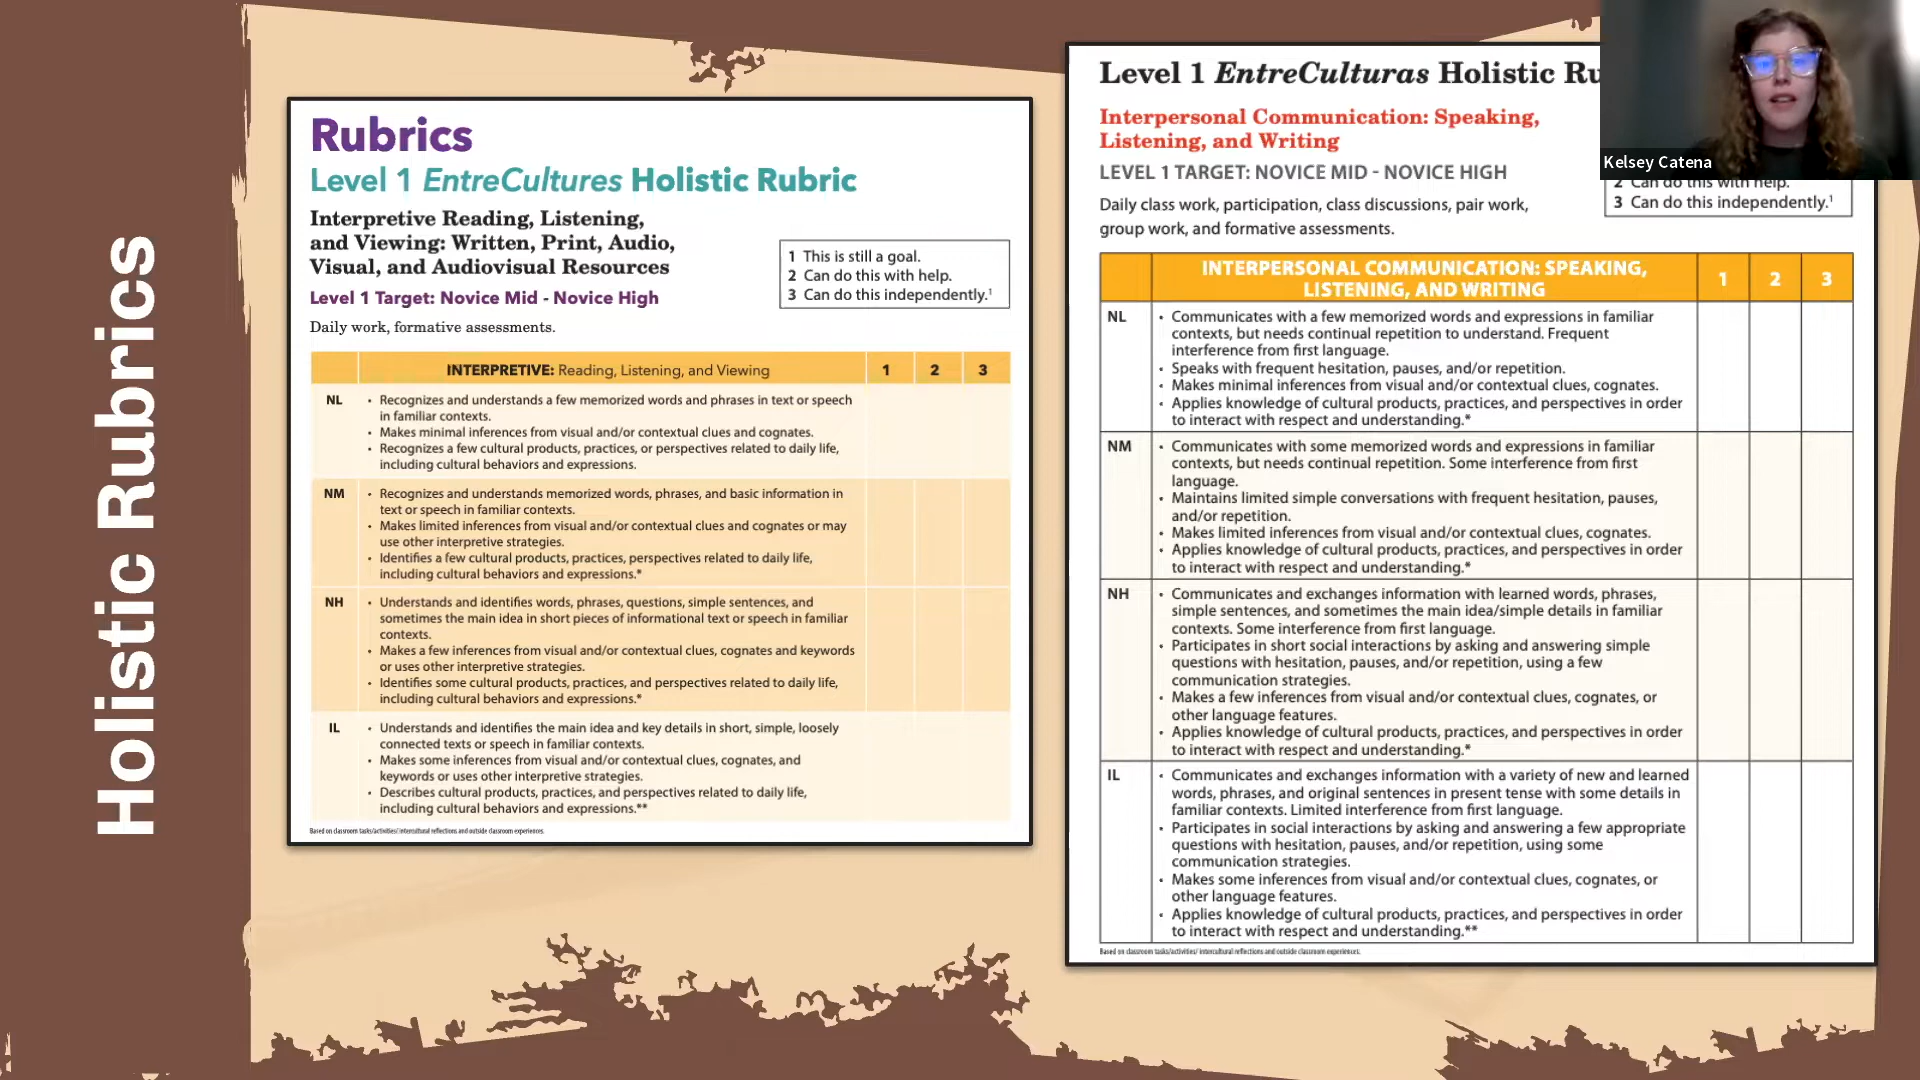 Holistic Rubrics
Rubrics
Level 1 EntreCultures Holistic Rubric
Interpretive Reading, Listening,
and Viewing: Written, Print, Audio,
Visual, and Audiovisual Resources
Level 1 Target: Novice Mid - Novice High
Daily work, formative assessments.
1 This is still a goal.
2 Can do this with help.
3 Can do this independently.¹
INTERPRETIVE: Reading, Listening, and Viewing 1 2 3
NL • Recognizes and understands a few memorized words and phrases in text or speech
in familiar contexts.
• Makes minimal inferences from visual and/or contextual clues and cognates.
• Recognizes a few cultural products, practices, or perspectives related to daily life,
including cultural behaviors and expressions.
NM • Recognizes and understands memorized words, phrases, and basic information in
text or speech in familiar contexts.
• Makes limited inferences from visual and/or contextual clues and cognates or may
use other interpretive strategies.
• Identifies a few cultural products, practices, perspectives related to daily life,
including cultural behaviors and expressions.*
NH • Understands and identifies words, phrases, questions, simple sentences, and
sometimes the main idea in short pieces of informational text or speech in familiar
contexts.
• Makes a few inferences from visual and/or contextual clues, cognates and keywords
or uses other interpretive strategies.
• Identifies some cultural products, practices, and perspectives related to daily life,
including cultural behaviors and expressions.*
IL • Understands and identifies the main idea and key details in short, simple, loosely
connected texts or speech in familiar contexts.
• Makes some inferences from visual and/or contextual clues, cognates, and
keywords or uses other interpretive strategies.
• Describes cultural products, practices, and perspectives related to daily life,
including cultural behaviors and expressions.**
Based on classroom tasks/activities/ intercultural reflections and outside classroom experiences.
Level 1 EntreCulturas Holistic Ru
Interpersonal Communication: Speaking,
Listening, and Writing
LEVEL 1 TARGET: NOVICE MID - NOVICE HIGH
Daily class work, participation, class discussions, pair work,
group work, and formative assessments.
Kelsey Catena
2 Can do this with help.
3 Can do this independently.¹
INTERPERSONAL COMMUNICATION: SPEAKING,
LISTENING, AND WRITING 1 2 3
NL • Communicates with a few memorized words and expressions in familiar
contexts, but needs continual repetition to understand. Frequent
interference from first language.
• Speaks with frequent hesitation, pauses, and/or repetition.
• Makes minimal inferences from visual and/or contextual clues, cognates.
• Applies knowledge of cultural products, practices, and perspectives in order
to interact with respect and understanding.*
NM • Communicates with some memorized words and expressions in familiar
contexts, but needs continual repetition. Some interference from first
language.
• Maintains limited simple conversations with frequent hesitation, pauses,
and/or repetition.
• Makes limited inferences from visual and/or contextual clues, cognates.
• Applies knowledge of cultural products, practices, and perspectives in order
to interact with respect and understanding.*
NH • Communicates and exchanges information with learned words, phrases,
simple sentences, and sometimes the main idea/simple details in familiar
contexts. Some interference from first language.
• Participates in short social interactions by asking and answering simple
questions with hesitation, pauses, and/or repetition, using a few
communication strategies.
• Makes a few inferences from visual and/or contextual clues, cognates, or
other language features.
• Applies knowledge of cultural products, practices, and perspectives in order
to interact with respect and understanding.*
IL • Communicates and exchanges information with a variety of new and learned
words, phrases, and original sentences in present tense with some details in
familiar contexts. Limited interference from first language.
• Participates in social interactions by asking and answering a few appropriate
questions with hesitation, pauses, and/or repetition, using some
communication strategies.
• Makes some inferences from visual and/or contextual clues, cognates, or
other language features.
• Applies knowledge of cultural products, practices, and perspectives in order
to interact with respect and understanding.**
Based on classroom tasks/activities/ intercultural reflections and outside classroom experiences.